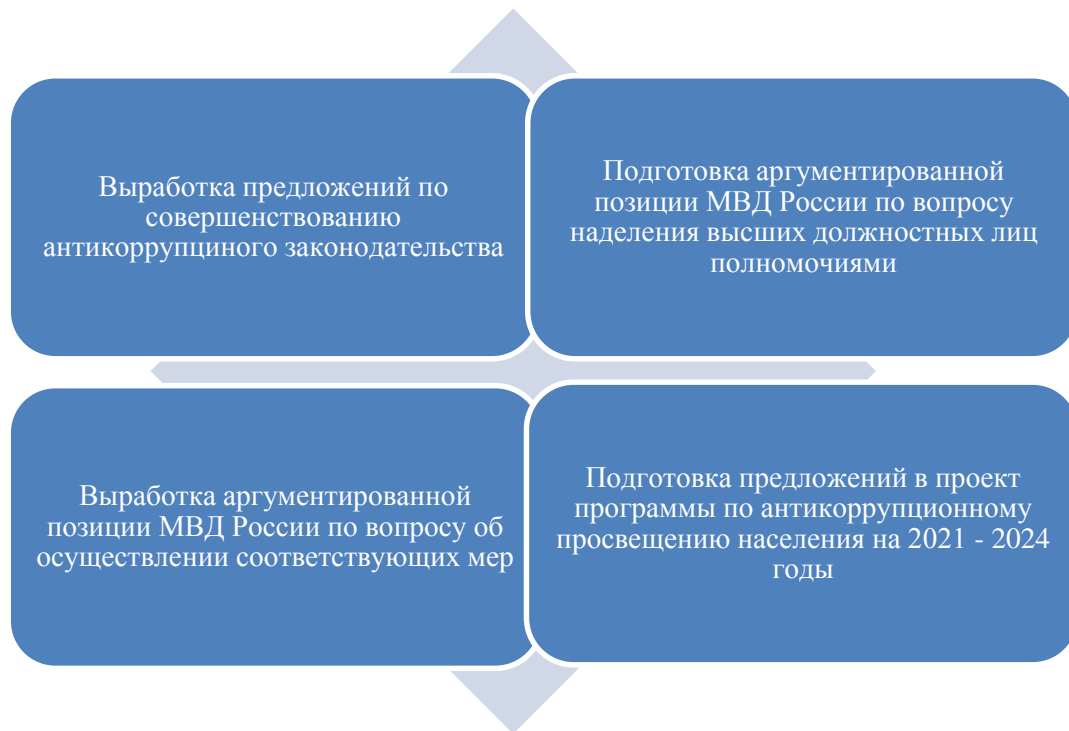 Выработка предложений по
совершенствованию
антикоррупциного законодательства
Подготовка аргументированной
позиции МВД России по вопросу
наделения высших должностных лиц
полномочиями
Выработка аргументированной
позиции МВД России по вопросу об
осуществлении соответствующих мер
Подготовка предложений в проект
программы по антикоррупционному
просвещению населения на 2021 - 2024
годы